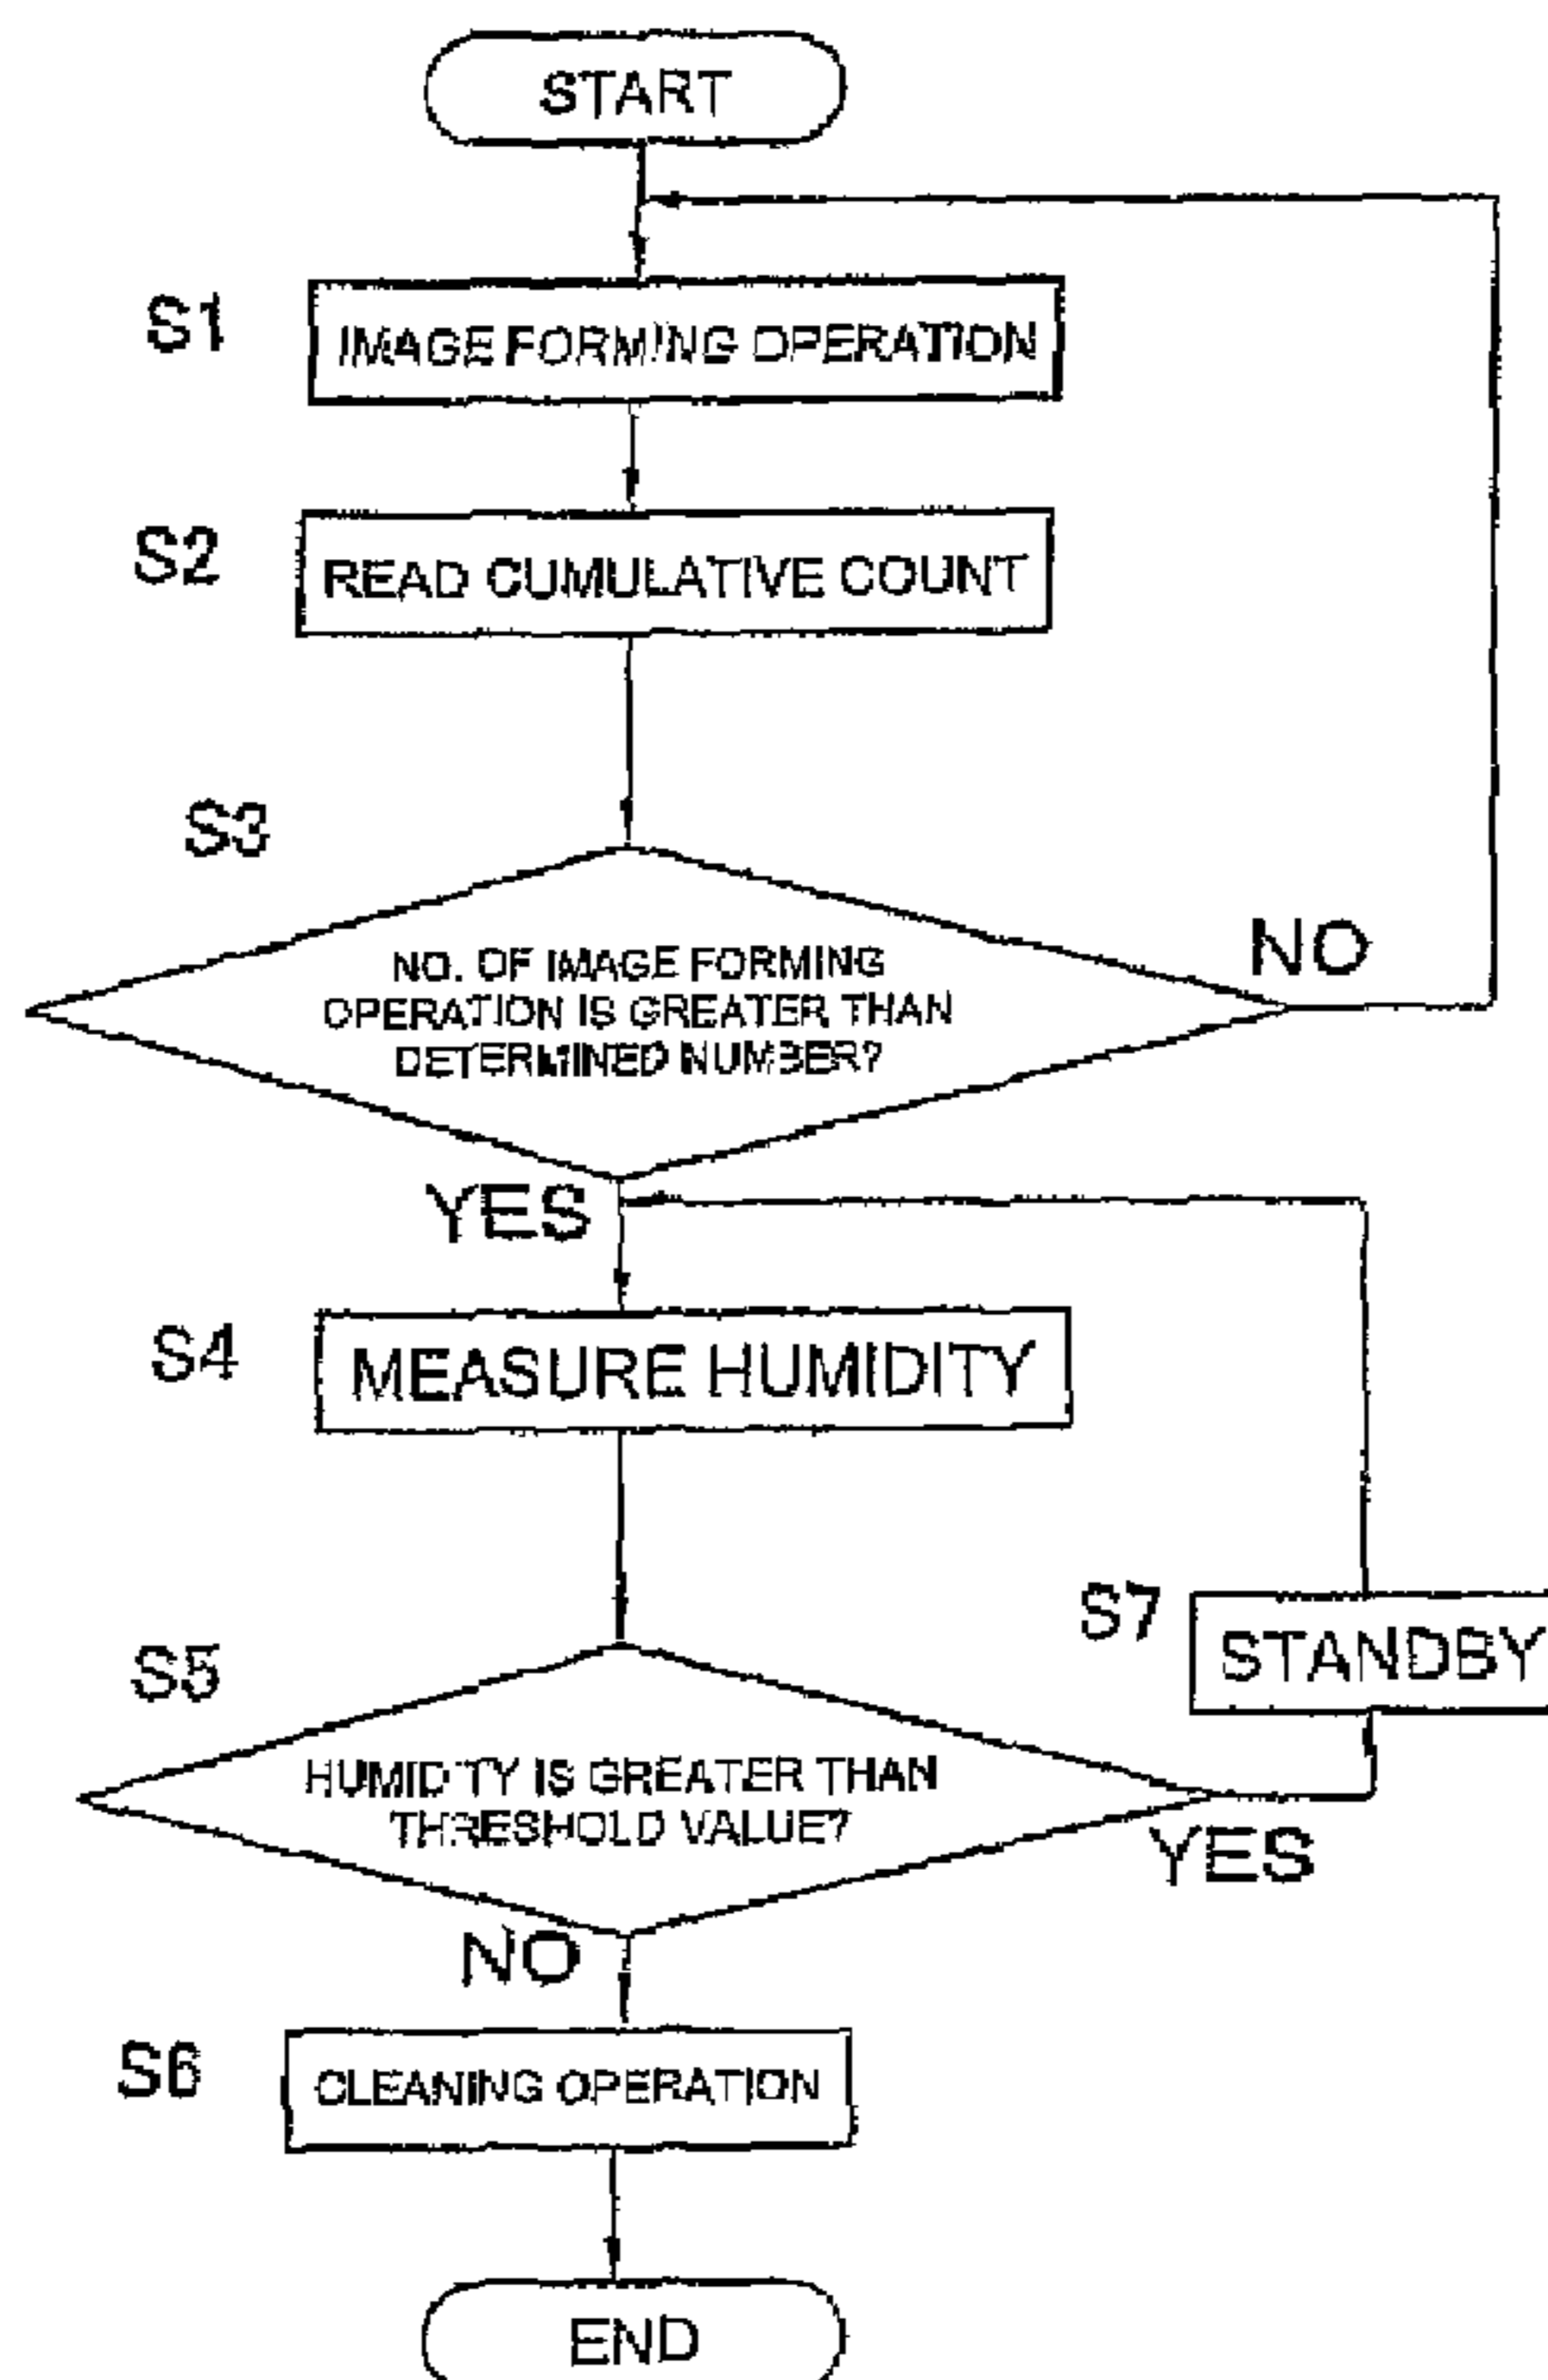 START
S1
IMAGE FORMING OPERATION
S2
READ CUMULATIVE COUNT
S3
NO. OF IMAGE FORMING
OPERATION IS GREATER THAN
DETERMINED NUMBER?
NO
YES
S4
MEASURE HUMIDITY
S7
STANDBY
S5
HUMIDITY IS GREATER THAN
THRESHOLD VALUE?
YES
NO
S6
CLEANING OPERATION
END